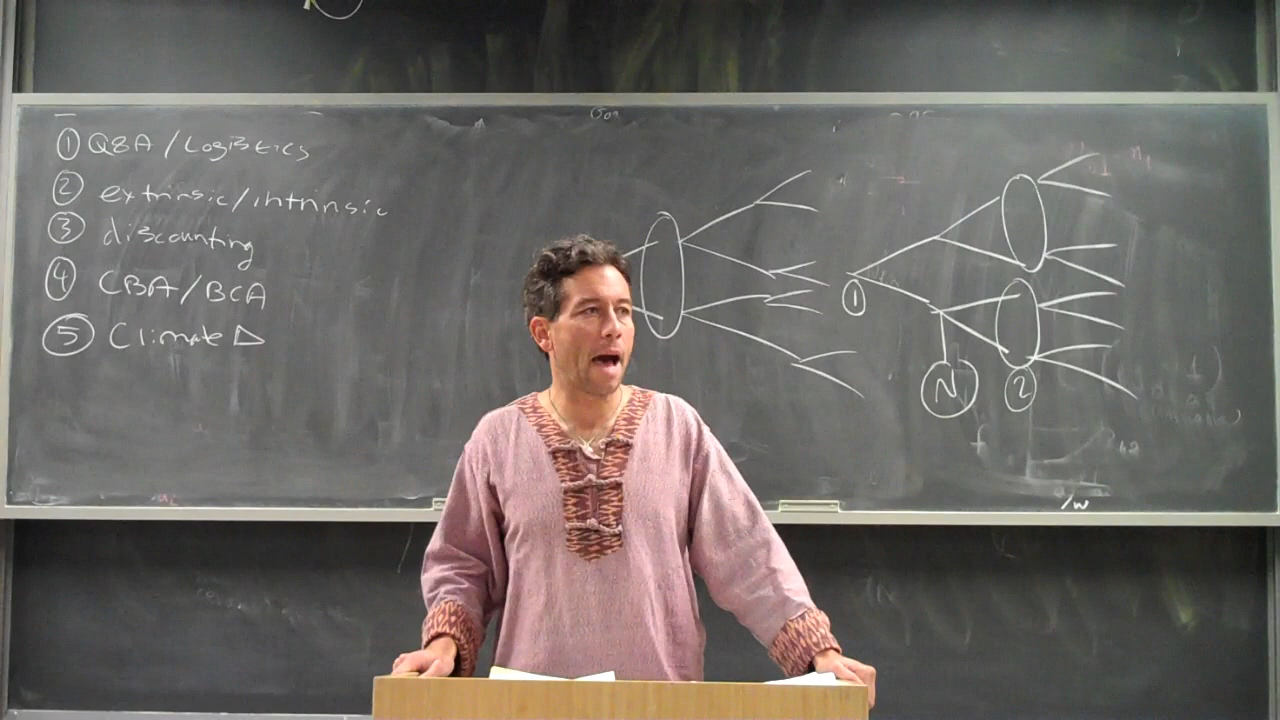 ① Q&A / Logistics
② extrinsic/intrinsic
③ discounting
④ CBA/BCA
⑤ Climate Δ
①
N
②